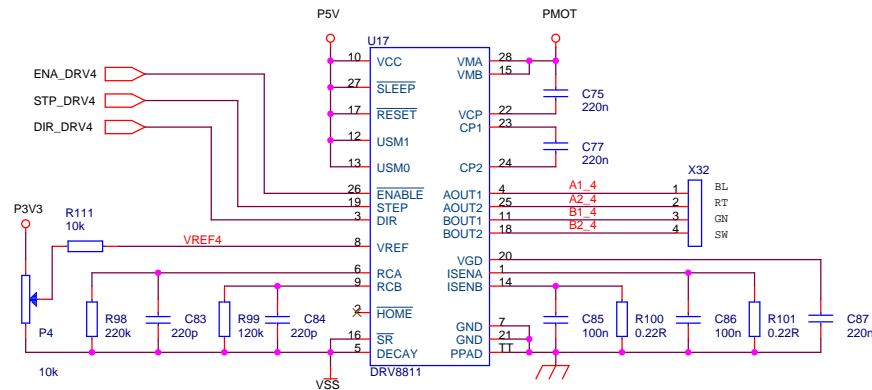 P5V
PMOT
U17
10 VCC VMA 28
VMB 15
ENA_DRV4
27 SLEEP
C75
220n
STP_DRV4
17 RESET VCP 22
CP1 23
DIR_DRV4
12 USM1
C77
220n
13 USM0 CP2 24
X32
26 ENABLE AOUT1 4 A1_4 1 BL
19 STEP AOUT2 25 A2_4 2 RT
3 DIR BOUT1 11 B1_4 3 GN
BOUT2 18 B2_4 4 SW
P3V3
R111
10k
VREF4 8 VREF
VGD 20
6 RCA ISENA 1
9 RCB ISENB 14
2 HOME
R98
220k
C83
220p
R99
120k
C84
220p
C85
100n
R100
0.22R
C86
100n
R101
0.22R
C87
220n
P4
10k
GND 7
16 SR GND 21
5 DECAY PPAD TT
DRV8811
VSS